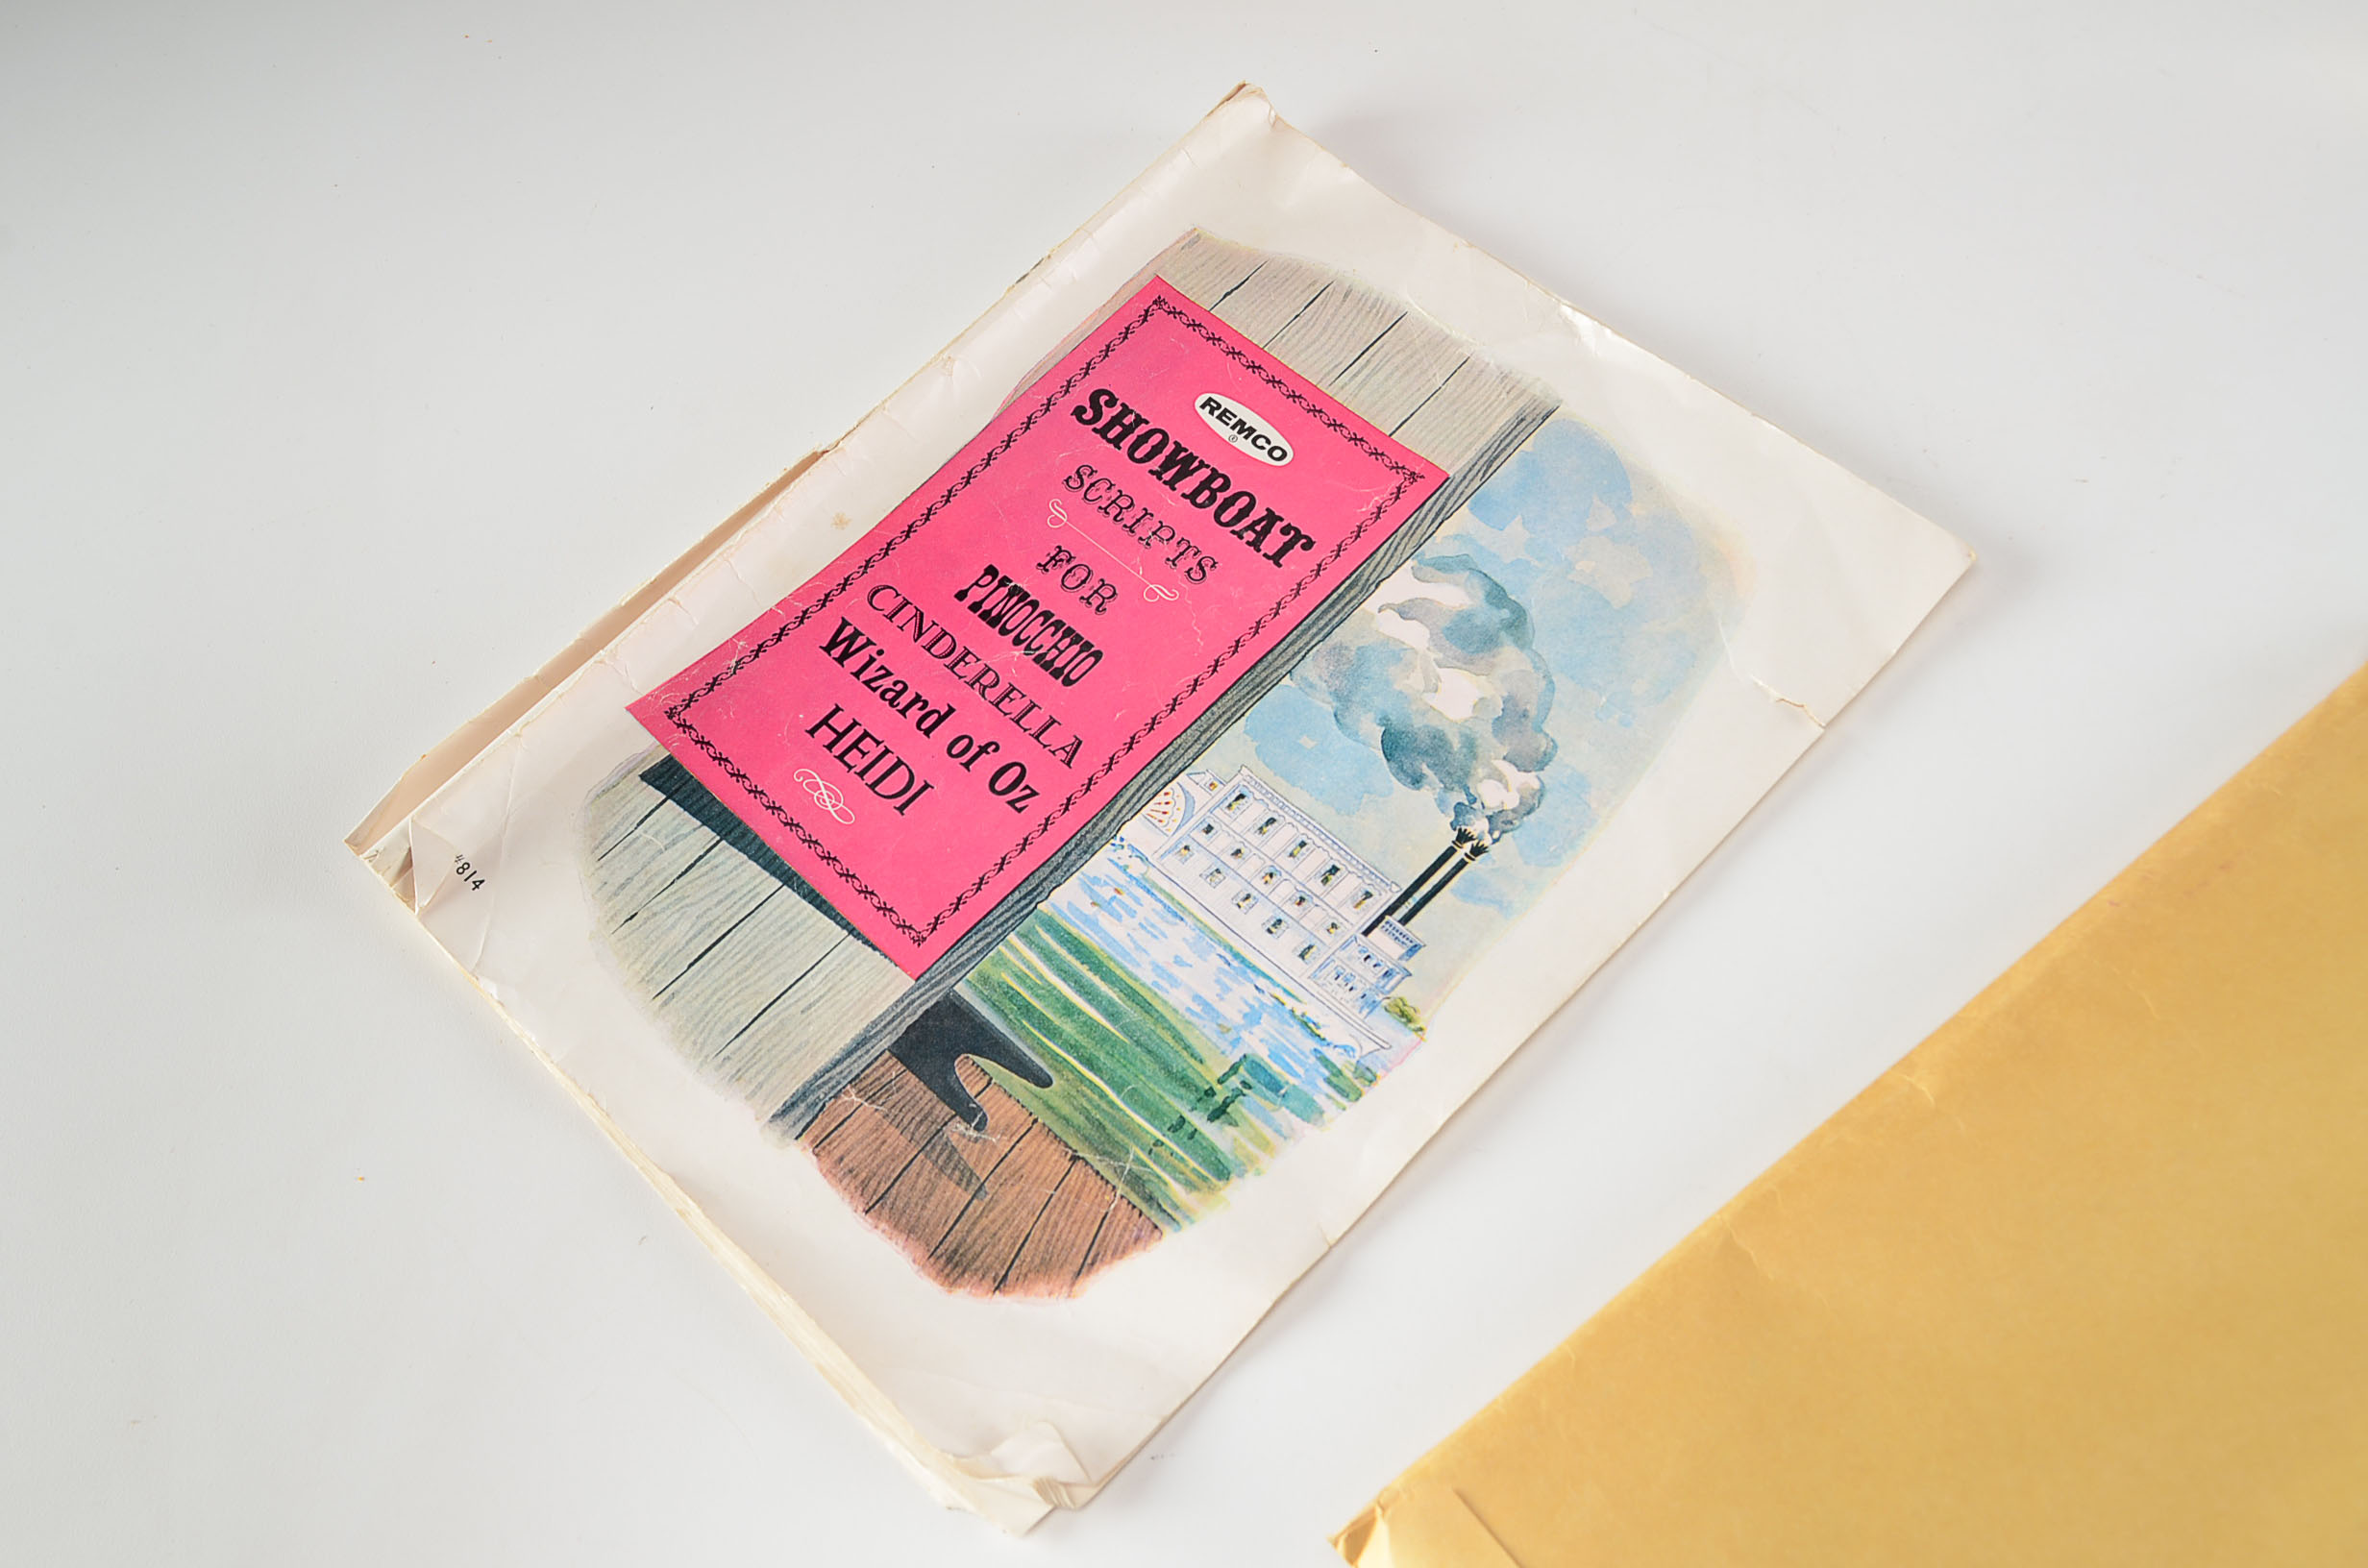 REMCO
®
SHOWBOAT
SCRIPTS
FOR
PINOCCHIO
CINDERELLA
Wizard of Oz
HEIDI
#814